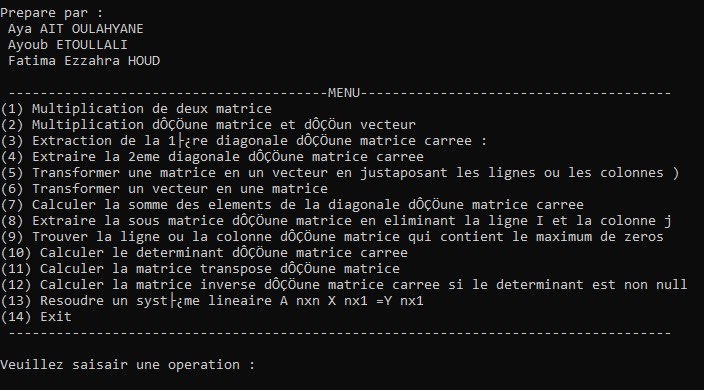 Prepare par :
Aya AIT OULAHYANE
Ayoub ETOULLALI
Fatima Ezzahra HOUD
----------------------------------------MENU---------------------------------------
(1) Multiplication de deux matrice
(2) Multiplication dÔÇÖune matrice et dÔÇÖun vecteur
(3) Extraction de la 1├¿re diagonale dÔÇÖune matrice carree :
(4) Extraire la 2eme diagonale dÔÇÖune matrice carree
(5) Transformer une matrice en un vecteur en justaposant les lignes ou les colonnes )
(6) Transformer un vecteur en une matrice
(7) Calculer la somme des elements de la diagonale dÔÇÖune matrice carree
(8) Extraire la sous matrice dÔÇÖune matrice en eliminant la ligne I et la colonne j
(9) Trouver la ligne ou la colonne dÔÇÖune matrice qui contient le maximum de zeros
(10) Calculer le determinant dÔÇÖune matrice carree
(11) Calculer la matrice transpose dÔÇÖune matrice
(12) Calculer la matrice inverse dÔÇÖune matrice carree si le determinant est non null
(13) Resoudre un syst├¿me lineaire A nxn X nx1 =Y nx1
(14) Exit
-----------------------------------------------------------------------------------
Veuillez saisair une operation :